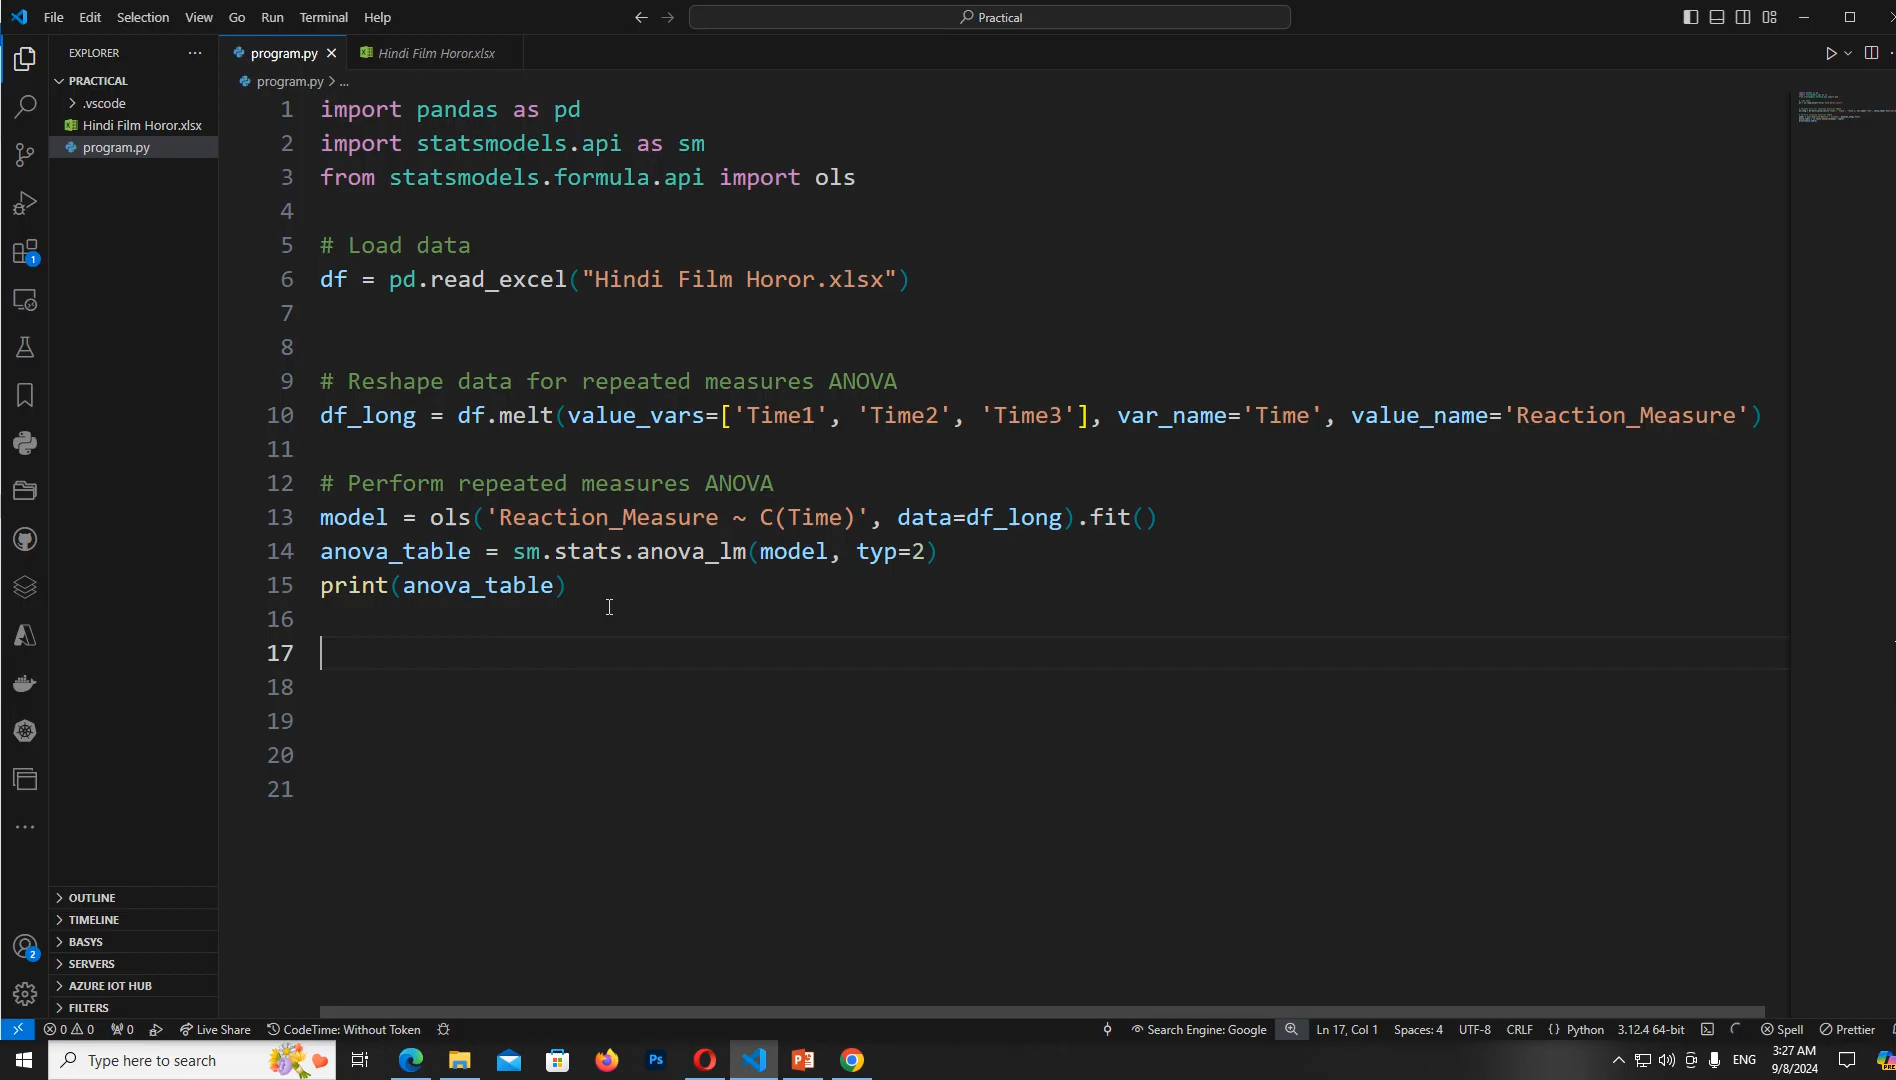 File Edit Selection View Go Run Terminal Help
Practical
EXPLORER
PRACTICAL
.vscode
Hindi Film Horor.xlsx
program.py
program.py
Hindi Film Horor.xlsx
program.py > ...
1 import pandas as pd
2 import statsmodels.api as sm
3 from statsmodels.formula.api import ols
4
5 # Load data
6 df = pd.read_excel("Hindi Film Horor.xlsx")
7
8
9 # Reshape data for repeated measures ANOVA
10 df_long = df.melt(value_vars=['Time1', 'Time2', 'Time3'], var_name='Time', value_name='Reaction_Measure')
11
12 # Perform repeated measures ANOVA
13 model = ols('Reaction_Measure ~ C(Time)', data=df_long).fit()
14 anova_table = sm.stats.anova_lm(model, typ=2)
15 print(anova_table)
16
17
18
19
20
21
1
2
OUTLINE
TIMELINE
BASYS
SERVERS
AZURE IOT HUB
FILTERS
0 0 0 Live Share CodeTime: Without Token Search Engine: Google Ln 17, Col 1 Spaces: 4 UTF-8 CRLF {} Python 3.12.4 64-bit Spell Prettier
Type here to search
Ps
ENG
3:27 AM
9/8/2024